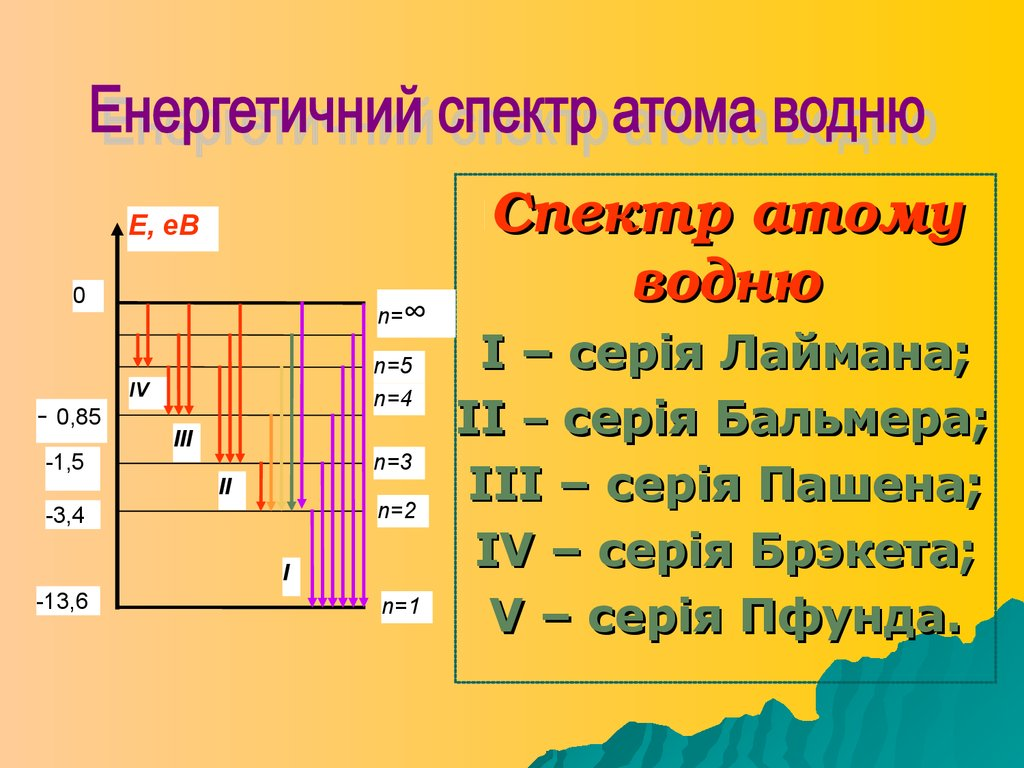 Енергетичний спектр атома водню
E, eB
0
n=∞
n=5
IV
n=4
- 0,85
III
-1,5
n=3
II
-3,4
n=2
I
-13,6
n=1
Спектр атому
водню
I – серія Лаймана;
II – серія Бальмера;
III – серія Пашена;
IV – серія Брэкета;
V – серія Пфунда.